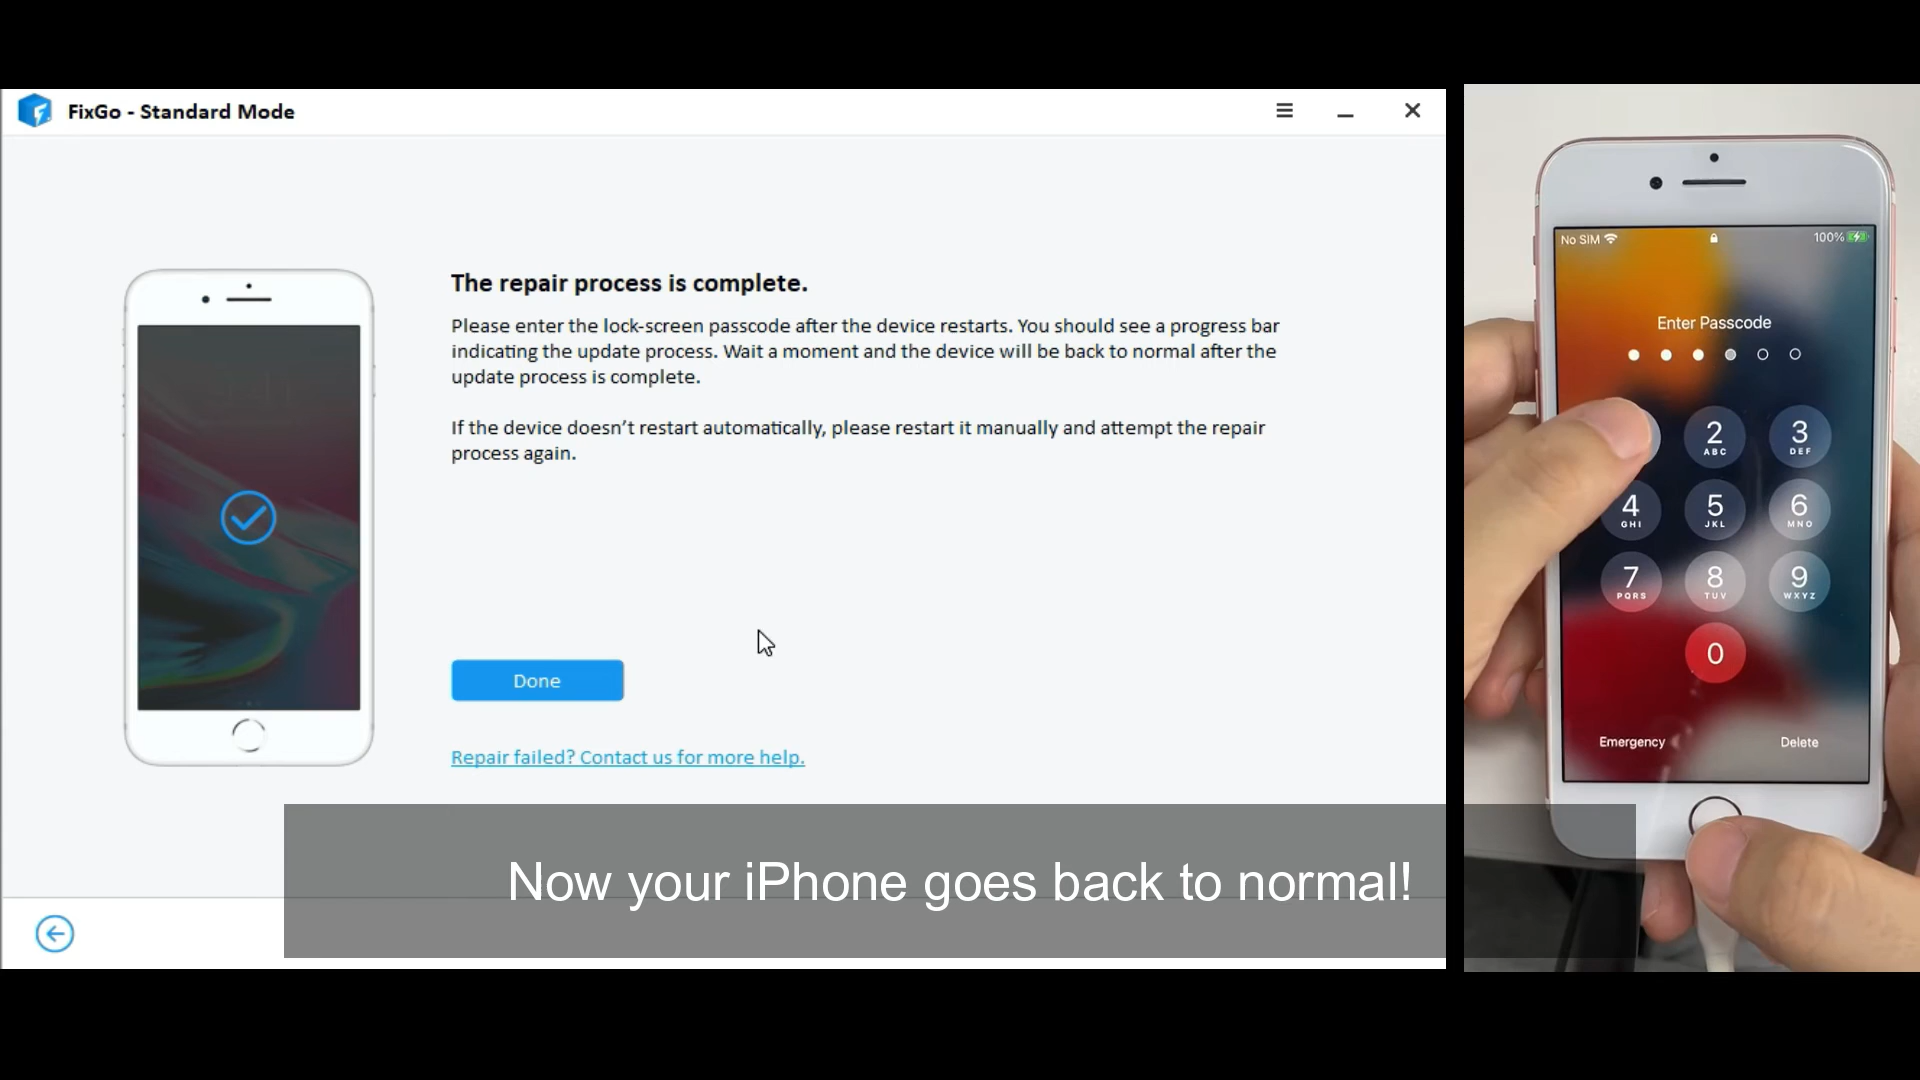 FixGo - Standard Mode
The repair process is complete.
Please enter the lock-screen passcode after the device restarts. You should see a progress bar
indicating the update process. Wait a moment and the device will be back to normal after the
update process is complete.
If the device doesn't restart automatically, please restart it manually and attempt the repair
process again.
Done
Repair failed? Contact us for more help.
Now your iPhone goes back to normal!
No SIM
100%
Enter Passcode
2
ABC
3
DEF
4
GHI
5
JKL
6
MNO
7
PQRS
8
TUV
9
WXYZ
0
Emergency
Delete